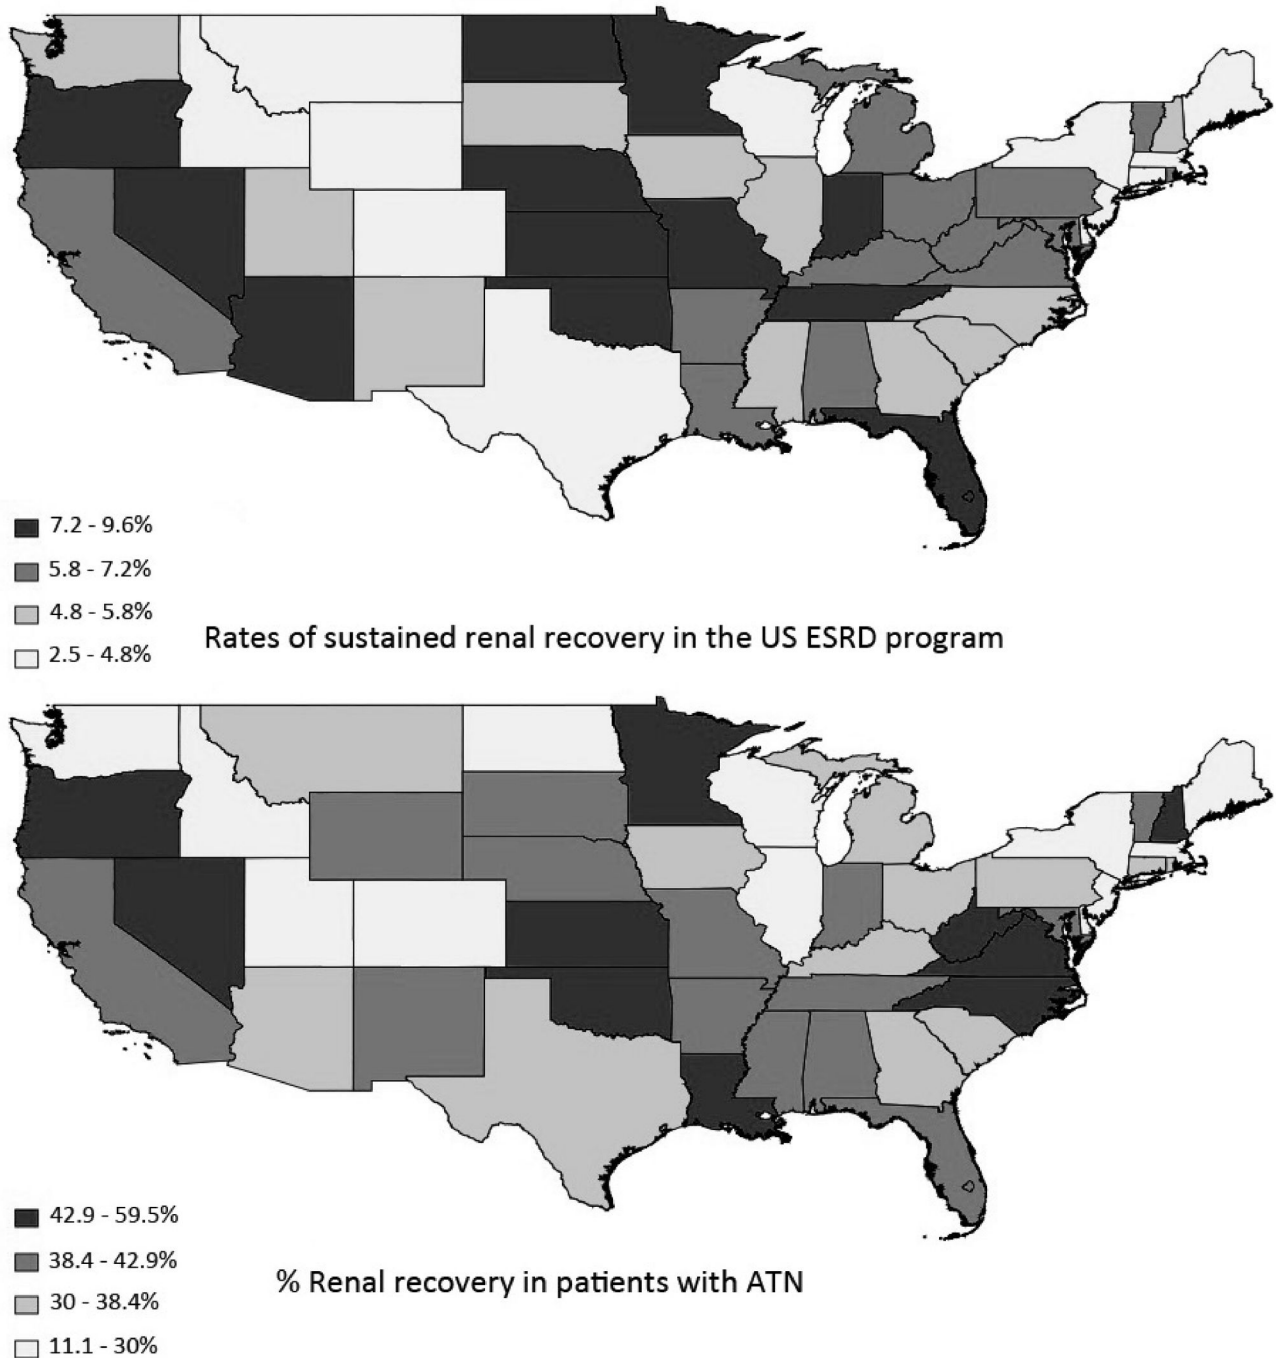 7.2 - 9.6%
5.8 - 7.2%
4.8 - 5.8%
2.5 - 4.8%
Rates of sustained renal recovery in the US ESRD program
42.9 - 59.5%
38.4 - 42.9%
30 - 38.4%
11.1 - 30%
% Renal recovery in patients with ATN